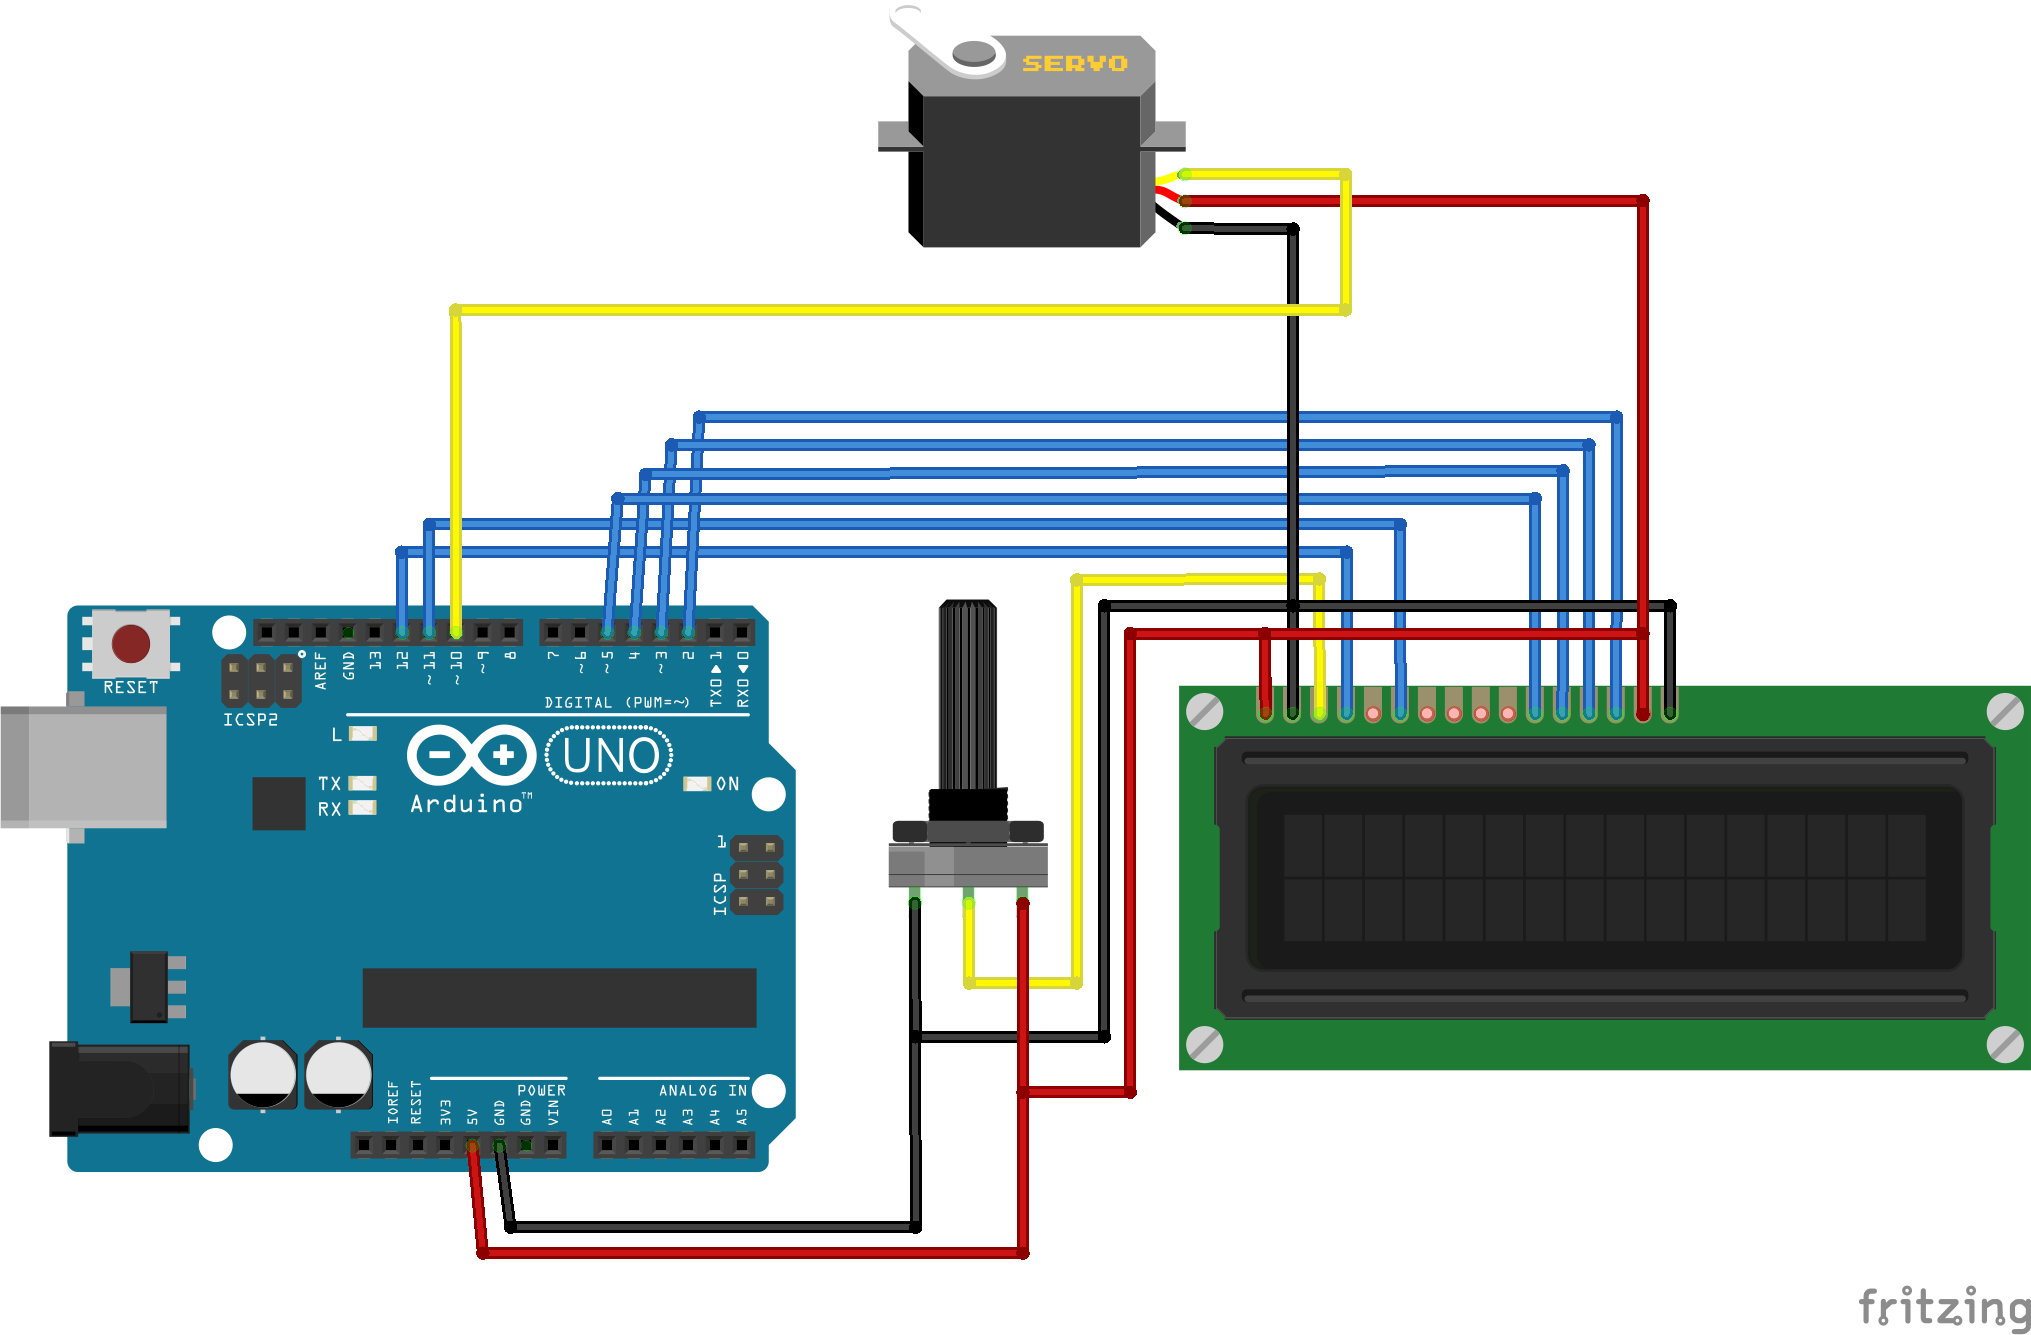 SERVO
RESET
ICSP2
AREF
GND
13
12
~11
~10
~9
8
7
~6
~5
4
~3
2
TX0▶1
RX0◀0
DIGITAL (PWM=~)
L
TX
RX
Arduino™
UNO
ON
1
ICSP
POWER
ANALOG IN
IOREF
RESET
3V3
5V
GND
GND
VIN
A0
A1
A2
A3
A4
A5
fritzing